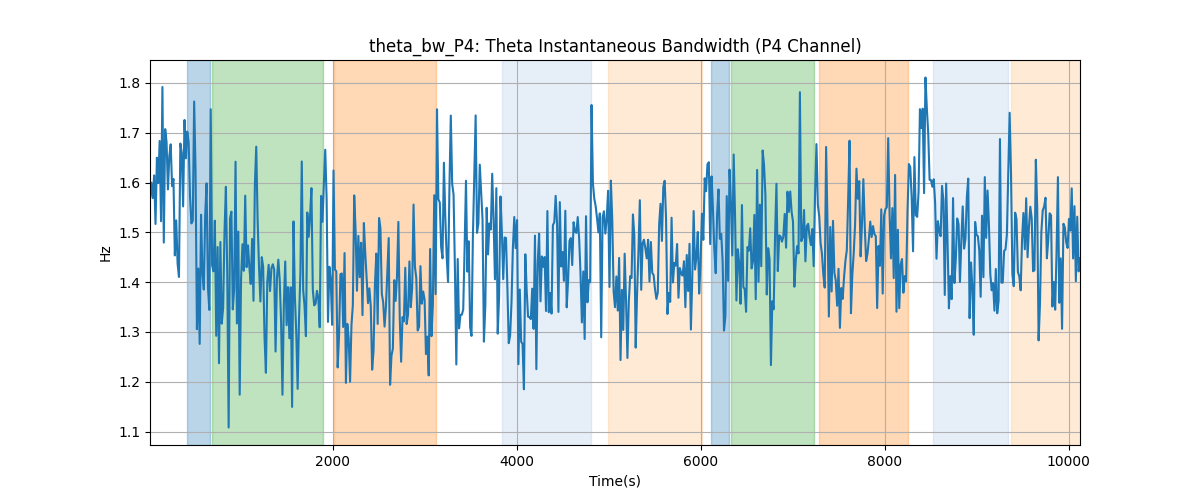 theta_bw_P4: Theta Instantaneous Bandwidth (P4 Channel)
Hz
1.8
1.7
1.6
1.5
1.4
1.3
1.2
1.1
2000 4000 6000 8000 10000
Time(s)